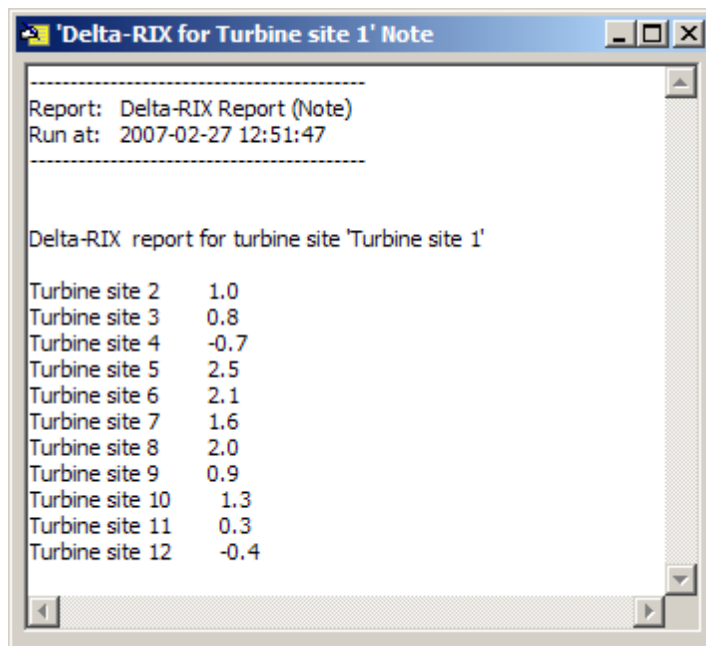 'Delta-RIX for Turbine site 1' Note
------------------------------------------
Report: Delta-RIX Report (Note)
Run at: 2007-02-27 12:51:47
------------------------------------------
Delta-RIX report for turbine site 'Turbine site 1'
Turbine site 2 1.0
Turbine site 3 0.8
Turbine site 4 -0.7
Turbine site 5 2.5
Turbine site 6 2.1
Turbine site 7 1.6
Turbine site 8 2.0
Turbine site 9 0.9
Turbine site 10 1.3
Turbine site 11 0.3
Turbine site 12 -0.4